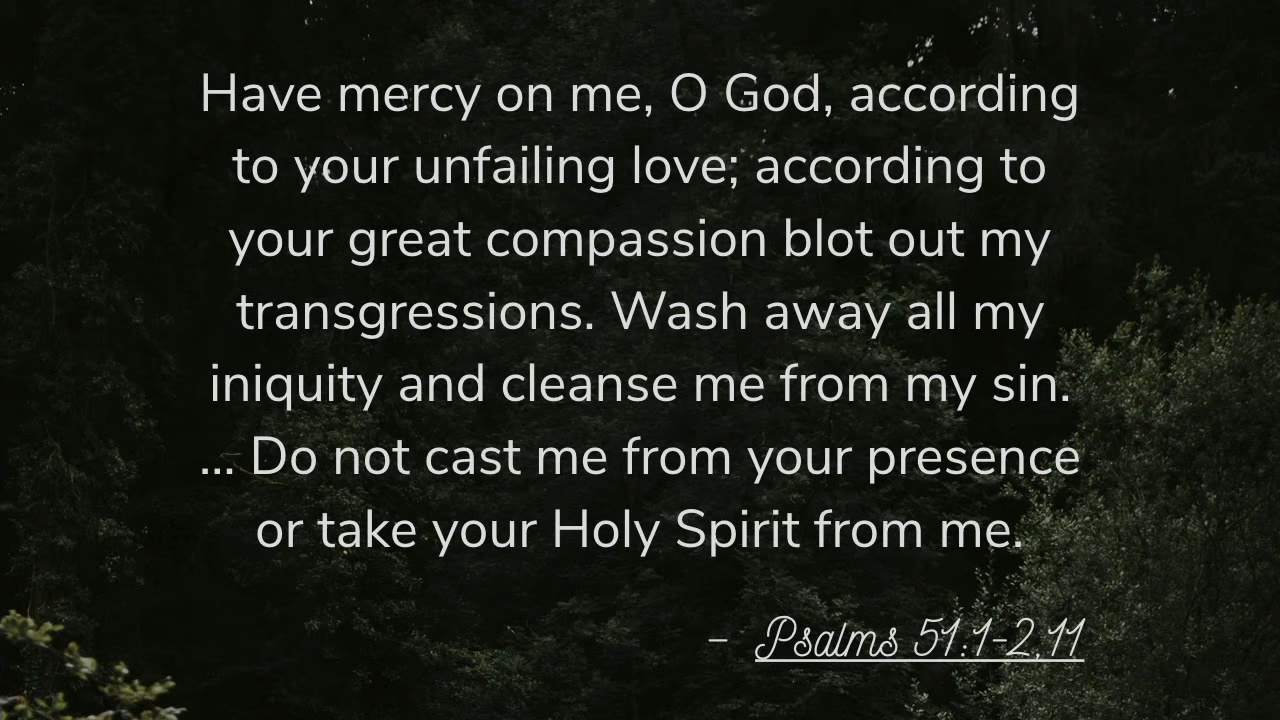 Have mercy on me, O God, according
to your unfailing love; according to
your great compassion blot out my
transgressions. Wash away all my
iniquity and cleanse me from my sin.
... Do not cast me from your presence
or take your Holy Spirit from me.
– Psalms 51:1-2,11